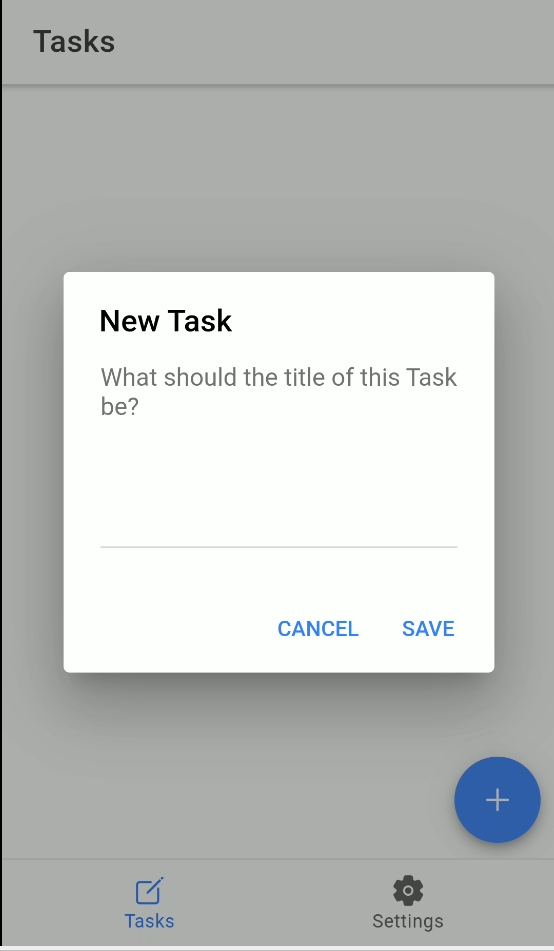 Tasks
New Task
What should the title of this Task
be?
CANCEL SAVE
Tasks Settings